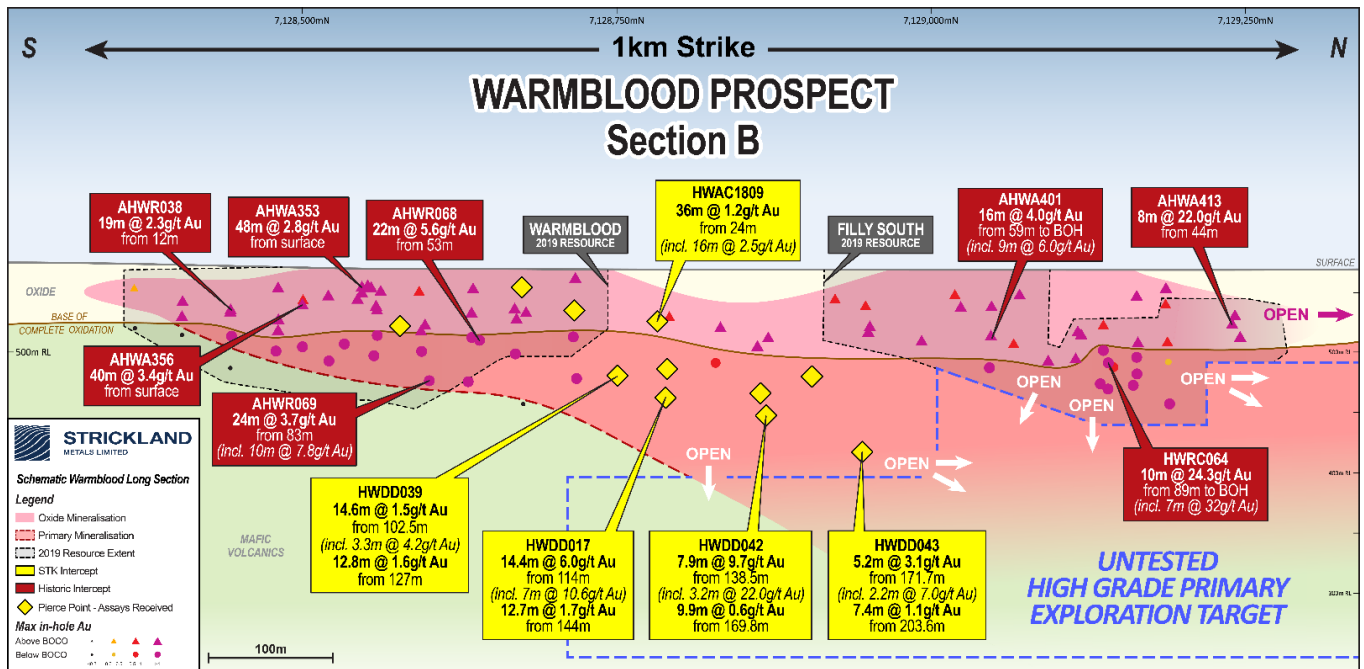 7,128,500mN
7,128,750mN
7,129,000mN
7,129,250mN
S
1km Strike
N
WARMBLOOD PROSPECT
Section B
AHWR038
19m @ 2.3g/t Au
from 12m
AHWA353
48m @ 2.8g/t Au
from surface
AHWR068
22m @ 5.6g/t Au
from 53m
WARMBLOOD
2019 RESOURCE
HWAC1809
36m @ 1.2g/t Au
from 24m
(incl. 16m @ 2.5g/t Au)
FILLY SOUTH
2019 RESOURCE
AHWA401
16m @ 4.0g/t Au
from 59m to BOH
(incl. 9m @ 6.0g/t Au)
AHWA413
8m @ 22.0g/t Au
from 44m
SURFACE
OXIDE
BASE OF
COMPLETE OXIDATION
OPEN
500m RL
500m RL
AHWA356
40m @ 3.4g/t Au
from surface
AHWR069
24m @ 3.7g/t Au
from 83m
(incl. 10m @ 7.8g/t Au)
OPEN
OPEN
OPEN
OPEN
OPEN
HWRC064
10m @ 24.3g/t Au
from 89m to BOH
(incl. 7m @ 32g/t Au)
400m RL
HWDD039
14.6m @ 1.5g/t Au
from 102.5m
(incl. 3.3m @ 4.2g/t Au)
12.8m @ 1.6g/t Au
from 127m
HWDD017
14.4m @ 6.0g/t Au
from 114m
(incl. 7m @ 10.6g/t Au)
12.7m @ 1.7g/t Au
from 144m
HWDD042
7.9m @ 9.7g/t Au
from 138.5m
(incl. 3.2m @ 22.0g/t Au)
9.9m @ 0.6g/t Au
from 169.8m
HWDD043
5.2m @ 3.1g/t Au
from 171.7m
(incl. 2.2m @ 7.0g/t Au)
7.4m @ 1.1g/t Au
from 203.6m
MAFIC
VOLCANICS
UNTESTED
HIGH GRADE PRIMARY
EXPLORATION TARGET
300m RL
STRICKLAND
METALS LIMITED
Schematic Warmblood Long Section
Legend
Oxide Mineralisation
Primary Mineralisation
2019 Resource Extent
STK Intercept
Historic Intercept
Pierce Point - Assays Received
Max in-hole Au
Above BOCO
Below BOCO
100m